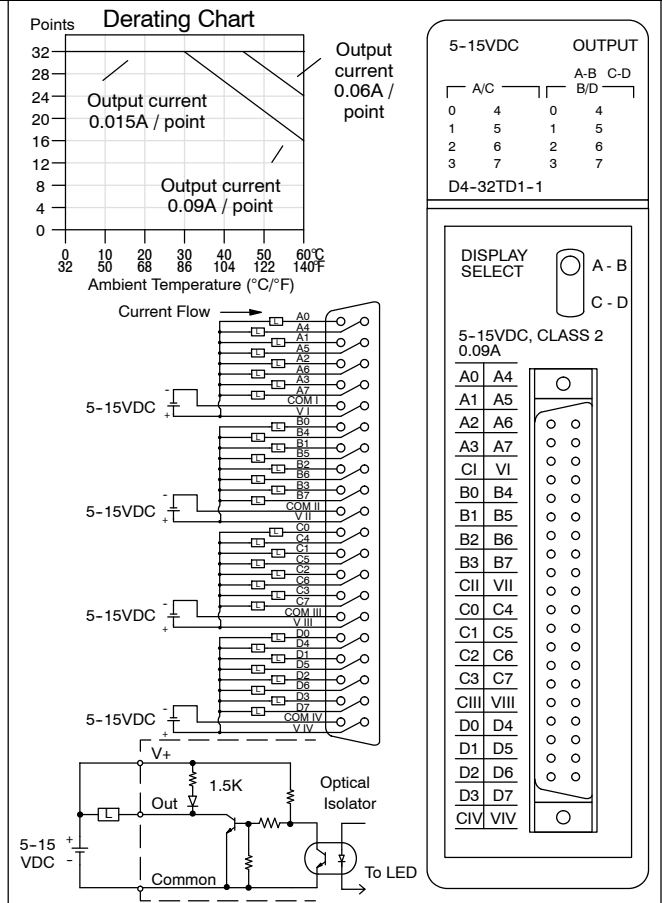 Derating Chart
Points
32
28
24
20
16
12
8
4
0
Output current
0.015A / point
Output
current
0.06A /
point
Output current
0.09A / point
0 10 20 30 40 50 60°C
32 50 68 86 104 122 140°F
Ambient Temperature (°C/°F)
Current Flow
L A0
L A4
L A1
L A5
L A2
L A6
L A3
L A7
COM I
V I
- + 5-15VDC
L B0
L B4
L B1
L B5
L B2
L B6
L B3
L B7
COM II
V II
- + 5-15VDC
L C0
L C4
L C1
L C5
L C2
L C6
L C3
L C7
COM III
V III
- + 5-15VDC
L D0
L D4
L D1
L D5
L D2
L D6
L D3
L D7
COM IV
V IV
- + 5-15VDC
V+
1.5K
Optical
Isolator
L Out
5-15
VDC
+
-
Common
To LED
5-15VDC OUTPUT
A-B C-D
A/C B/D
0 4 0 4
1 5 1 5
2 6 2 6
3 7 3 7
D4-32TD1-1
DISPLAY
SELECT
A - B
C - D
5-15VDC, CLASS 2
0.09A
A0 A4
A1 A5
A2 A6
A3 A7
CI VI
B0 B4
B1 B5
B2 B6
B3 B7
CII VII
C0 C4
C1 C5
C2 C6
C3 C7
CIII VIII
D0 D4
D1 D5
D2 D6
D3 D7
CIV VIV